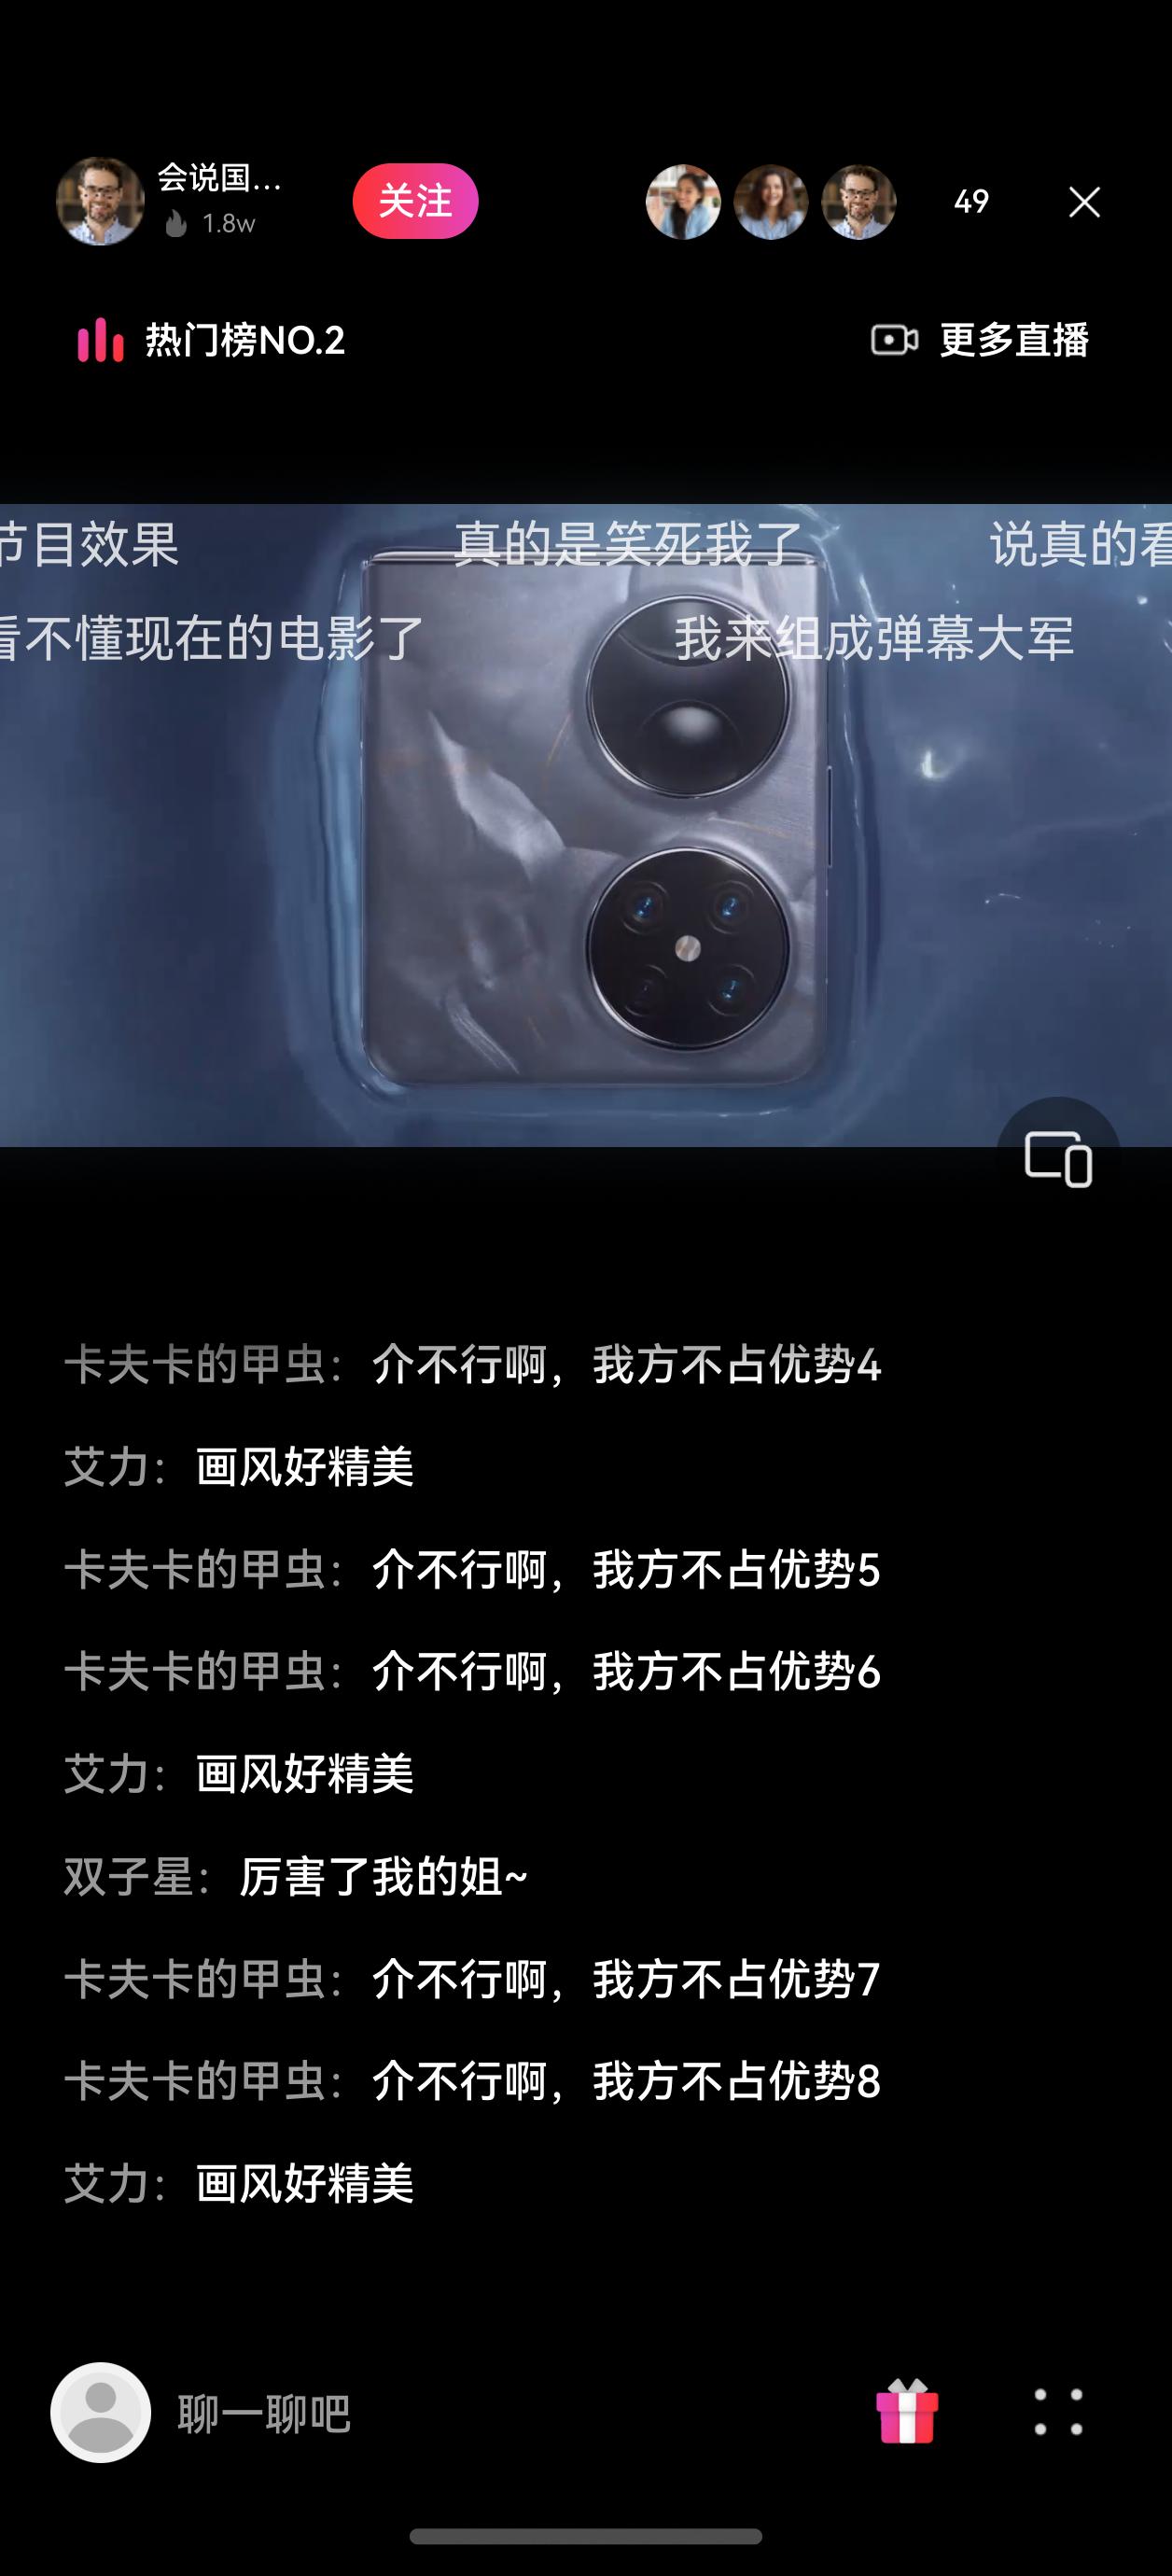 会说国...
1.8w
关注
49
热门榜NO.2
更多直播
节目效果
真的是笑死我了
说真的看
看不懂现在的电影了
我来组成弹幕大军
卡夫卡的甲虫：介不行啊，我方不占优势4
艾力：画风好精美
卡夫卡的甲虫：介不行啊，我方不占优势5
卡夫卡的甲虫：介不行啊，我方不占优势6
艾力：画风好精美
双子星：厉害了我的姐~
卡夫卡的甲虫：介不行啊，我方不占优势7
卡夫卡的甲虫：介不行啊，我方不占优势8
艾力：画风好精美
聊一聊吧